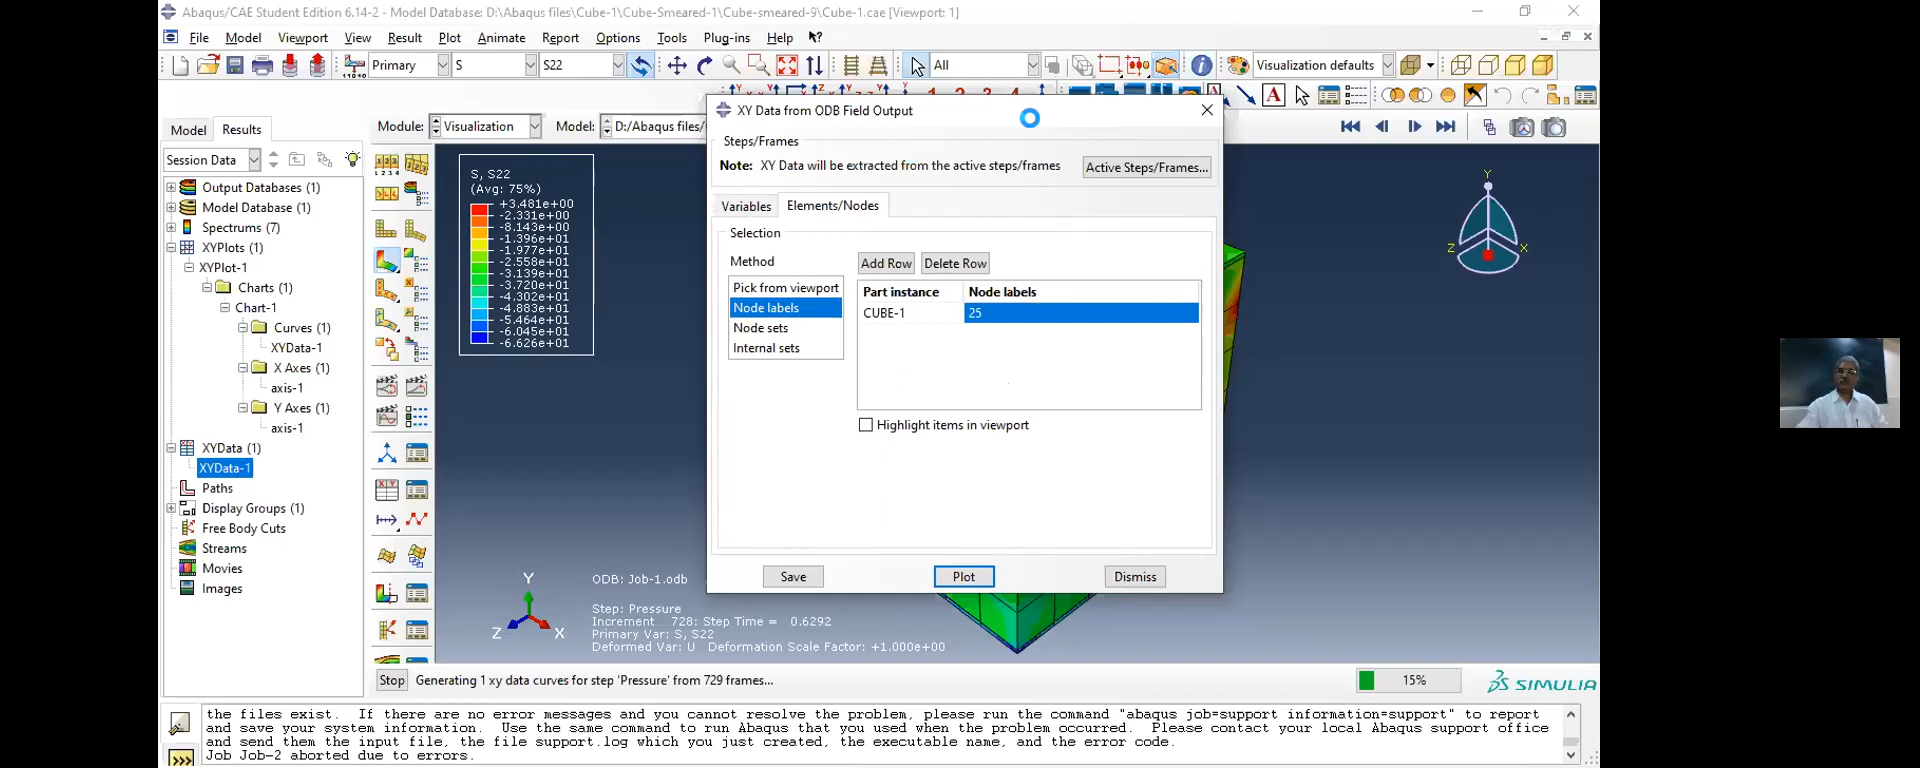 Abaqus/CAE Student Edition 6.14-2 - Model Database: D:\Abaqus files\Cube-1\Cube-Smeared-1\Cube-smeared-9\Cube-1.cae [Viewport: 1]
File Model Viewport View Result Plot Animate Report Options Tools Plug-ins Help
Primary S S22 All Visualization defaults
XY Data from ODB Field Output
Model Results Module: Visualization Model: D:/Abaqus files/
Steps/Frames
Note: XY Data will be extracted from the active steps/frames Active Steps/Frames...
Session Data
Variables Elements/Nodes
Output Databases (1)
Model Database (1)
Spectrums (7)
XYPlots (1)
XYPlot-1
Charts (1)
Chart-1
Curves (1)
XYData-1
X Axes (1)
axis-1
Y Axes (1)
axis-1
XYData (1)
XYData-1
Paths
Display Groups (1)
Free Body Cuts
Streams
Movies
Images
S, S22
(Avg: 75%)
+3.481e+00
-2.331e+00
-8.143e+00
-1.396e+01
-1.977e+01
-2.558e+01
-3.139e+01
-3.720e+01
-4.302e+01
-4.883e+01
-5.464e+01
-6.045e+01
-6.626e+01
Selection
Method
Pick from viewport
Node labels
Node sets
Internal sets
Add Row Delete Row
Part instance Node labels
CUBE-1 25
Highlight items in viewport
Save Plot Dismiss
Y
Z X
Y
Z X
ODB: Job-1.odb
Step: Pressure
Increment 728: Step Time = 0.6292
Primary Var: S, S22
Deformed Var: U Deformation Scale Factor: +1.000e+00
Stop Generating 1 xy data curves for step 'Pressure' from 729 frames... 15% SIMULIA
the files exist. If there are no error messages and you cannot resolve the problem, please run the command "abaqus job=support information=support" to report
and save your system information. Use the same command to run Abaqus that you used when the problem occurred. Please contact your local Abaqus support office
and send them the input file, the file support.log which you just created, the executable name, and the error code.
Job Job-2 aborted due to errors.